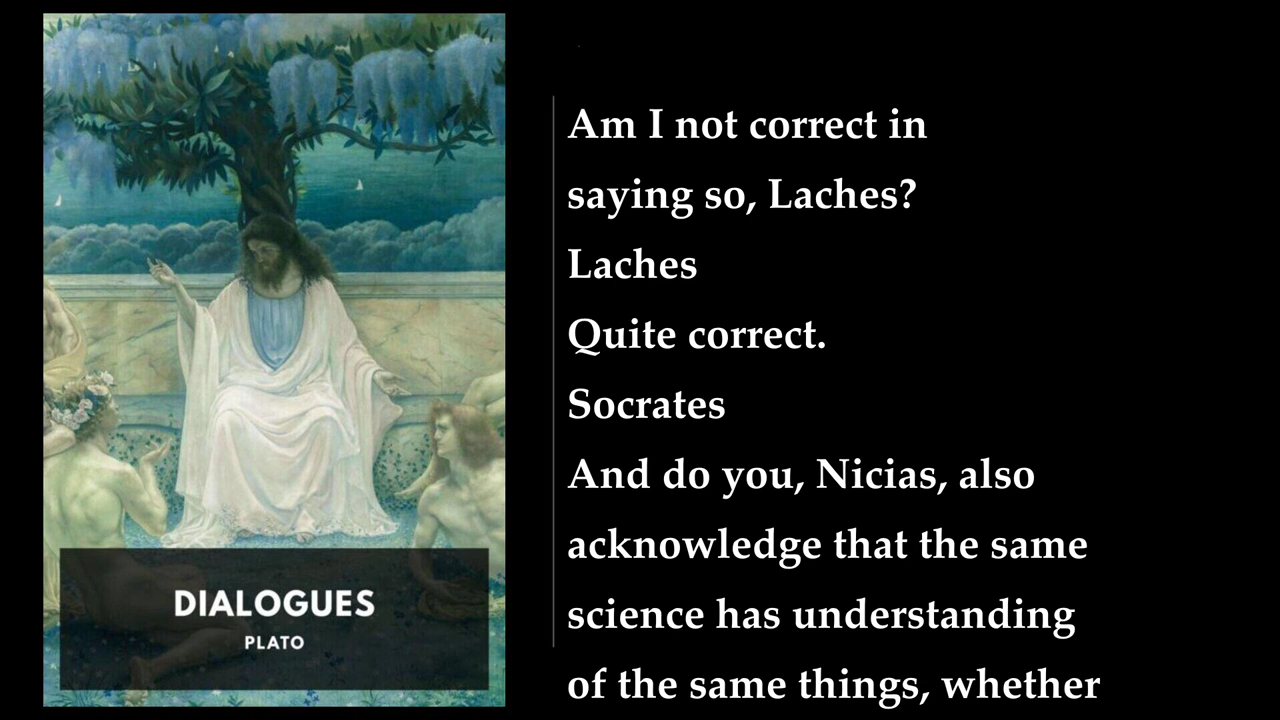 DIALOGUES
PLATO
Am I not correct in
saying so, Laches?
Laches
Quite correct.
Socrates
And do you, Nicias, also
acknowledge that the same
science has understanding
of the same things, whether